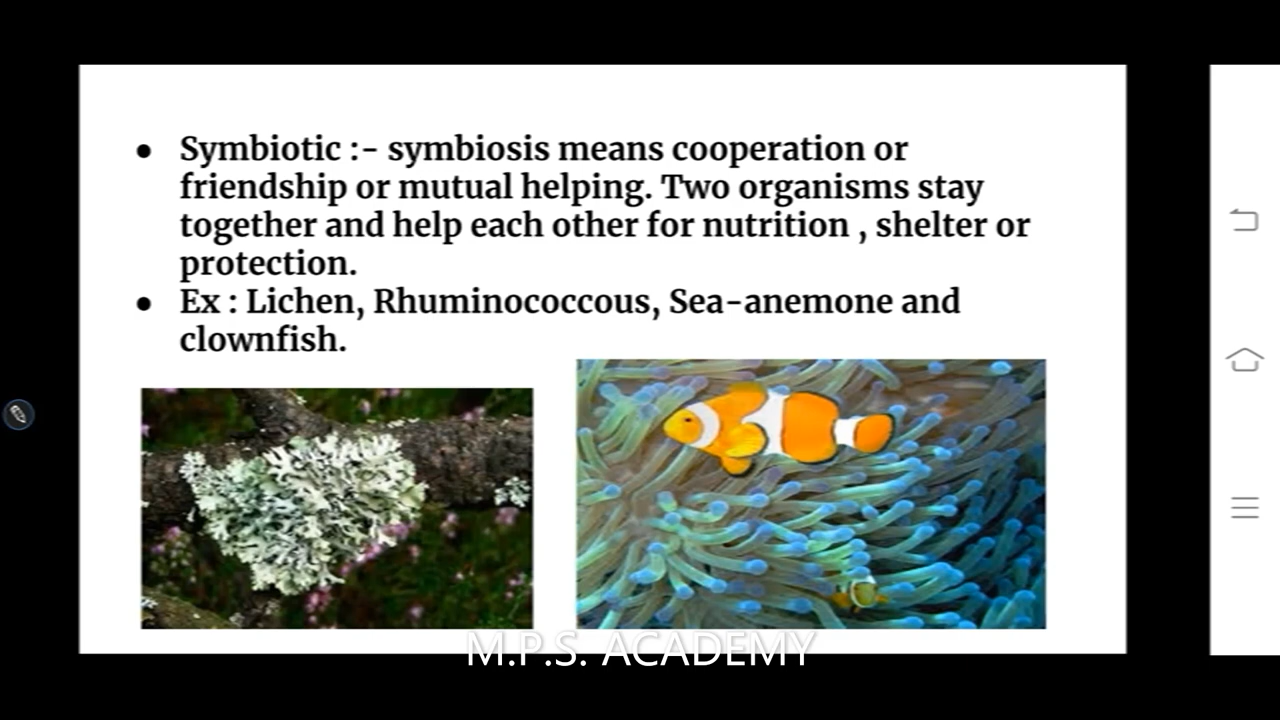 ● Symbiotic :- symbiosis means cooperation or
friendship or mutual helping. Two organisms stay
together and help each other for nutrition , shelter or
protection.
● Ex : Lichen, Rhuminococcous, Sea-anemone and
clownfish.
M.P.S. ACADEMY